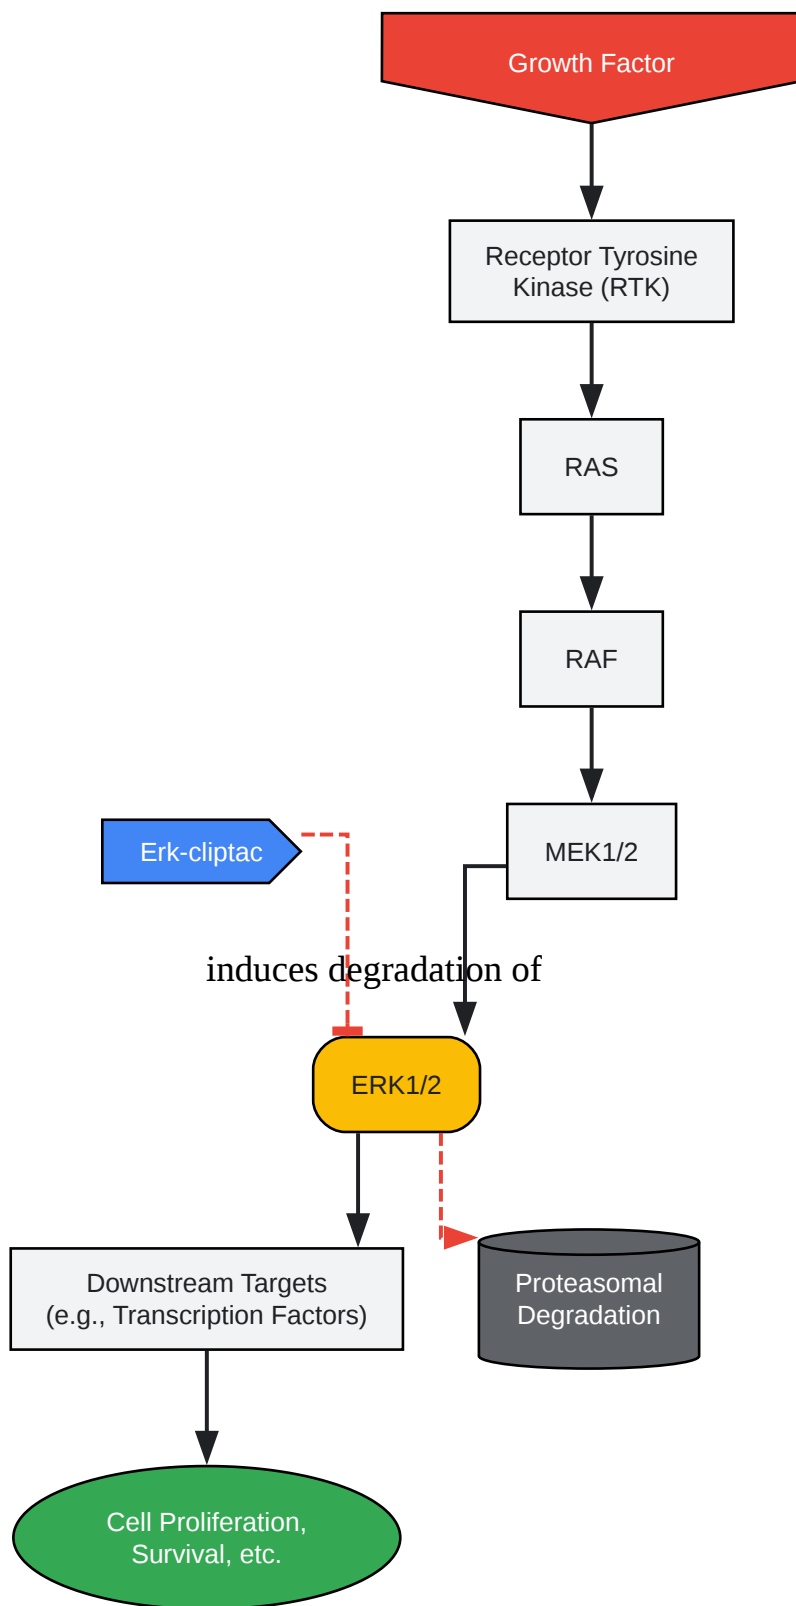 Growth Factor
Receptor Tyrosine
Kinase (RTK)
RAS
RAF
Erk-cliptac
MEK1/2
induces degradation of
ERK1/2
Downstream Targets
(e.g., Transcription Factors)
Proteasomal
Degradation
Cell Proliferation,
Survival, etc.